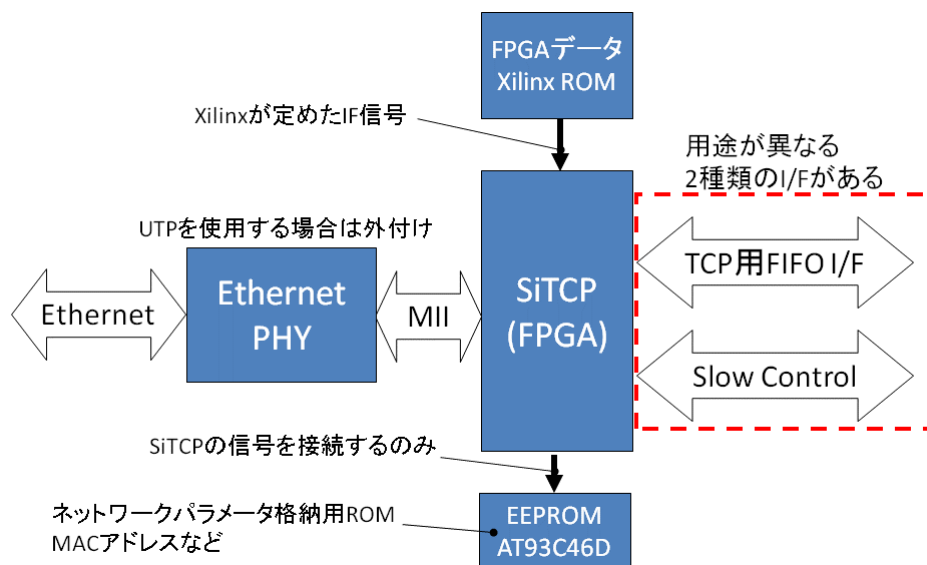 FPGAデータ
Xilinx ROM
Xilinxが定めたIF信号
用途が異なる
2種類のI/Fがある
UTPを使用する場合は外付け
Ethernet
Ethernet
PHY
MII
SiTCP
(FPGA)
TCP用FIFO I/F
Slow Control
SiTCPの信号を接続するのみ
ネットワークパラメータ格納用ROM
MACアドレスなど
EEPROM
AT93C46D